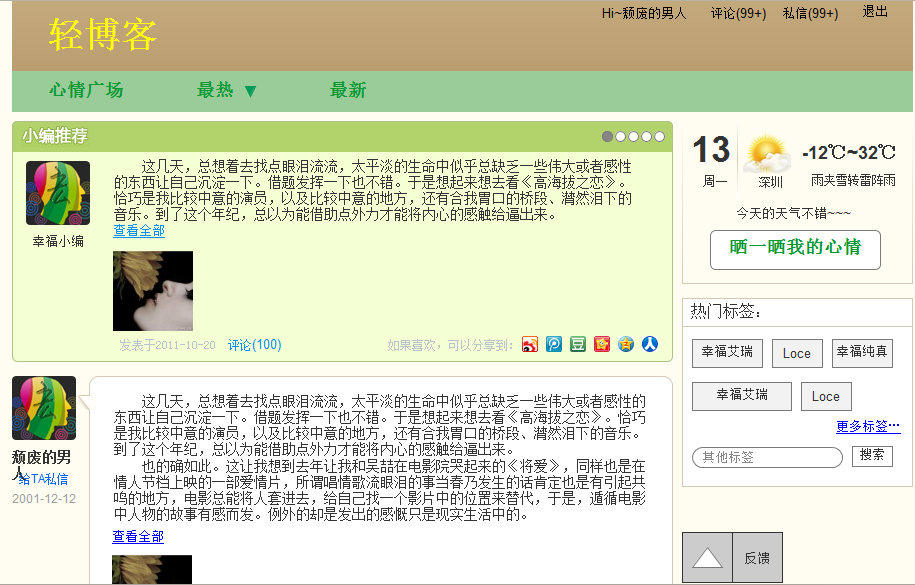 Hi~颓废的男人 评论(99+) 私信(99+) 退出
轻博客
心情广场 最热 ▼ 最新
小编推荐
幸福小编
这几天，总想着去找点眼泪流流，太平淡的生命中似乎总缺乏一些伟大或者感性
的东西让自己沉淀一下。借题发挥一下也不错。于是想起来想去看《高海拔之恋》。
恰巧是我比较中意的演员，以及比较中意的地方，还有合我胃口的桥段、潸然泪下的
音乐。到了这个年纪，总以为能借助点外力才能将内心的感触给逼出来。
查看全部
发表于2011-10-20 评论(100) 如果喜欢，可以分享到：
13
周一
深圳
-12℃~32℃
雨夹雪转雷阵雨
今天的天气不错~~~
晒一晒我的心情
热门标签：
幸福艾瑞 Loce 幸福纯真
幸福艾瑞 Loce
更多标签…
其他标签 搜索
颓废的男
人
给TA私信
2001-12-12
这几天，总想着去找点眼泪流流，太平淡的生命中似乎总缺乏一些伟大或者感性的
东西让自己沉淀一下。借题发挥一下也不错。于是想起来想去看《高海拔之恋》。恰巧
是我比较中意的演员，以及比较中意的地方，还有合我胃口的桥段、潸然泪下的音乐。
到了这个年纪，总以为能借助点外力才能将内心的感触给逼出来。
也的确如此。这让我想到去年让我和吴喆在电影院哭起来的《将爱》，同样也是在
情人节档上映的一部爱情片，所谓唱情歌流眼泪的事当春乃发生的话肯定也是有引起共
鸣的地方，电影总能将人套进去，给自己找一个影片中的位置来替代，于是，遁循电影
中人物的故事有感而发。例外的却是发出的感慨只是现实生活中的。
查看全部
反馈